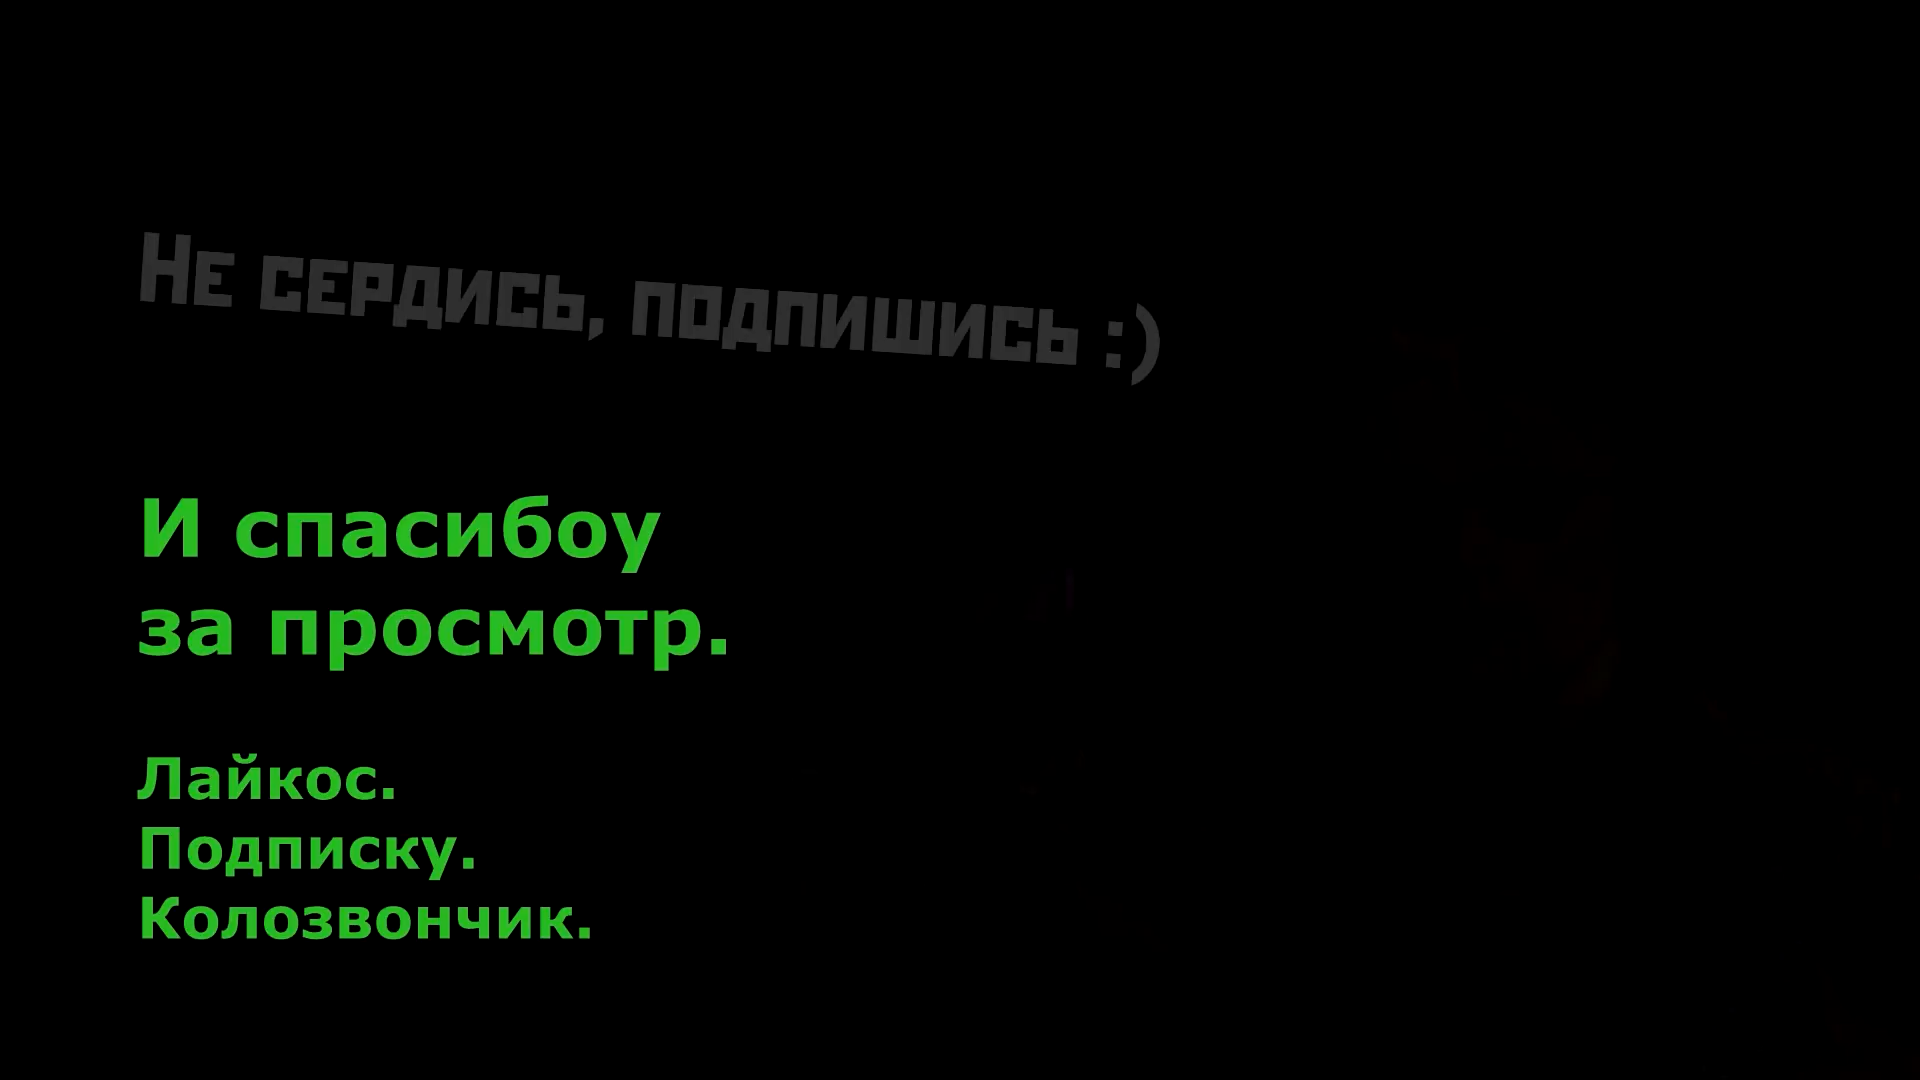 Не сердись, подпишись :)
И спасибоу
за просмотр.
Лайкос.
Подписку.
Колозвончик.